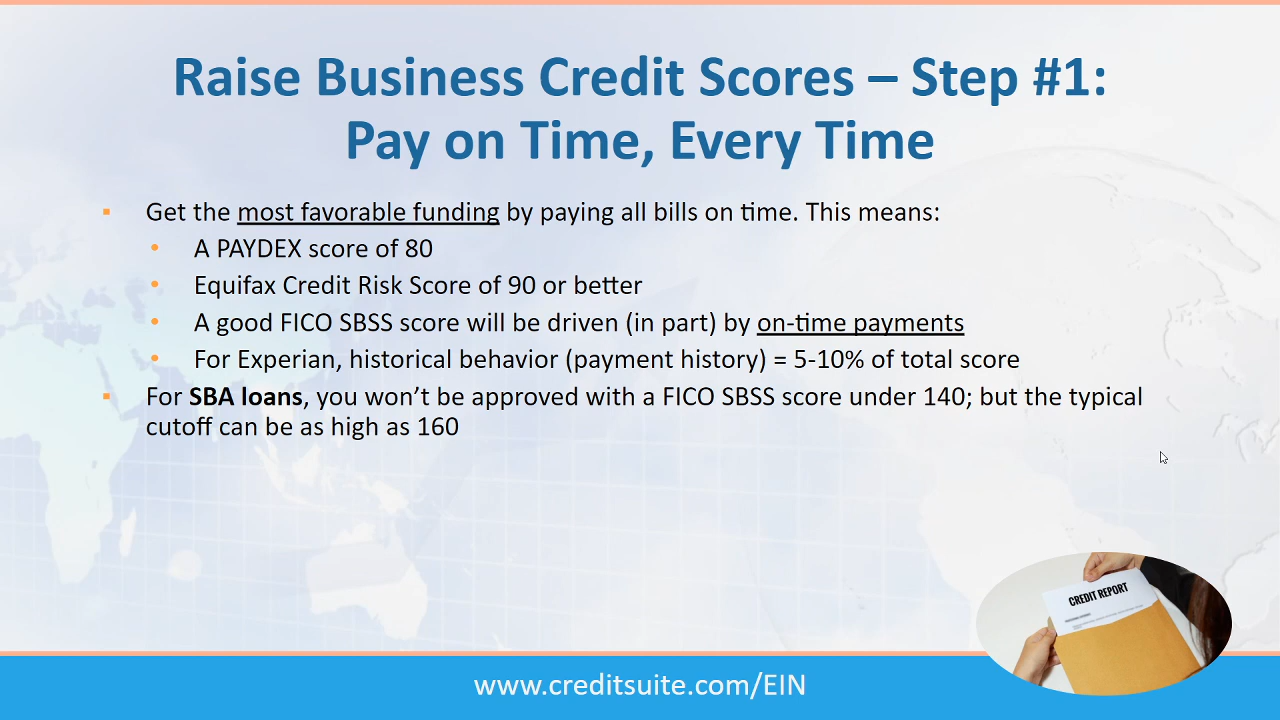 Raise Business Credit Scores – Step #1:
Pay on Time, Every Time
Get the most favorable funding by paying all bills on time. This means:
A PAYDEX score of 80
Equifax Credit Risk Score of 90 or better
A good FICO SBSS score will be driven (in part) by on-time payments
For Experian, historical behavior (payment history) = 5-10% of total score
For SBA loans, you won’t be approved with a FICO SBSS score under 140; but the typical
cutoff can be as high as 160
CREDIT REPORT
www.creditsuite.com/EIN